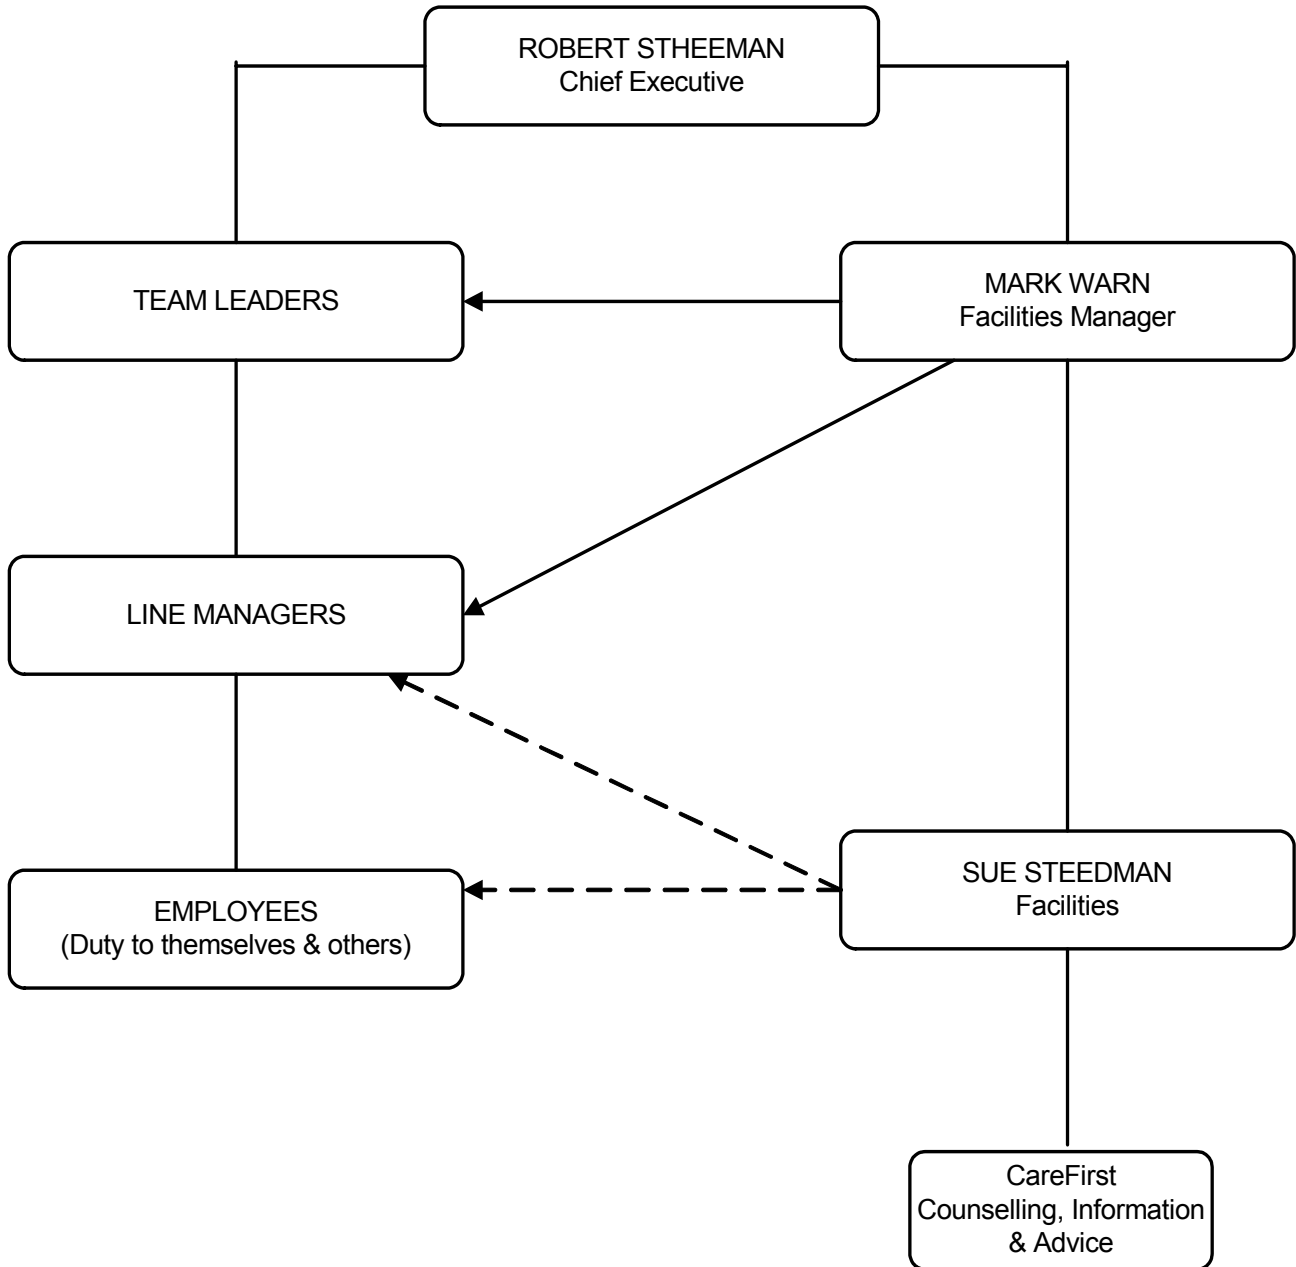 ROBERT STHEEMAN
Chief Executive
TEAM LEADERS
MARK WARN
Facilities Manager
LINE MANAGERS
SUE STEEDMAN
Facilities
EMPLOYEES
(Duty to themselves & others)
CareFirst
Counselling, Information
& Advice